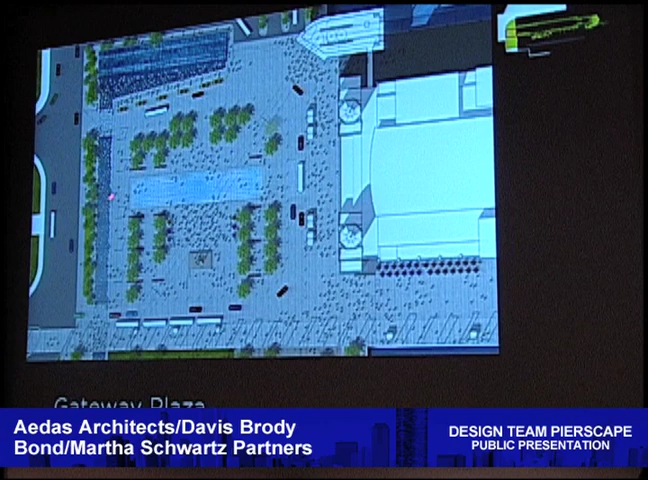 Gateway Plaza
Aedas Architects/Davis Brody
Bond/Martha Schwartz Partners
DESIGN TEAM PIERSCAPE
PUBLIC PRESENTATION